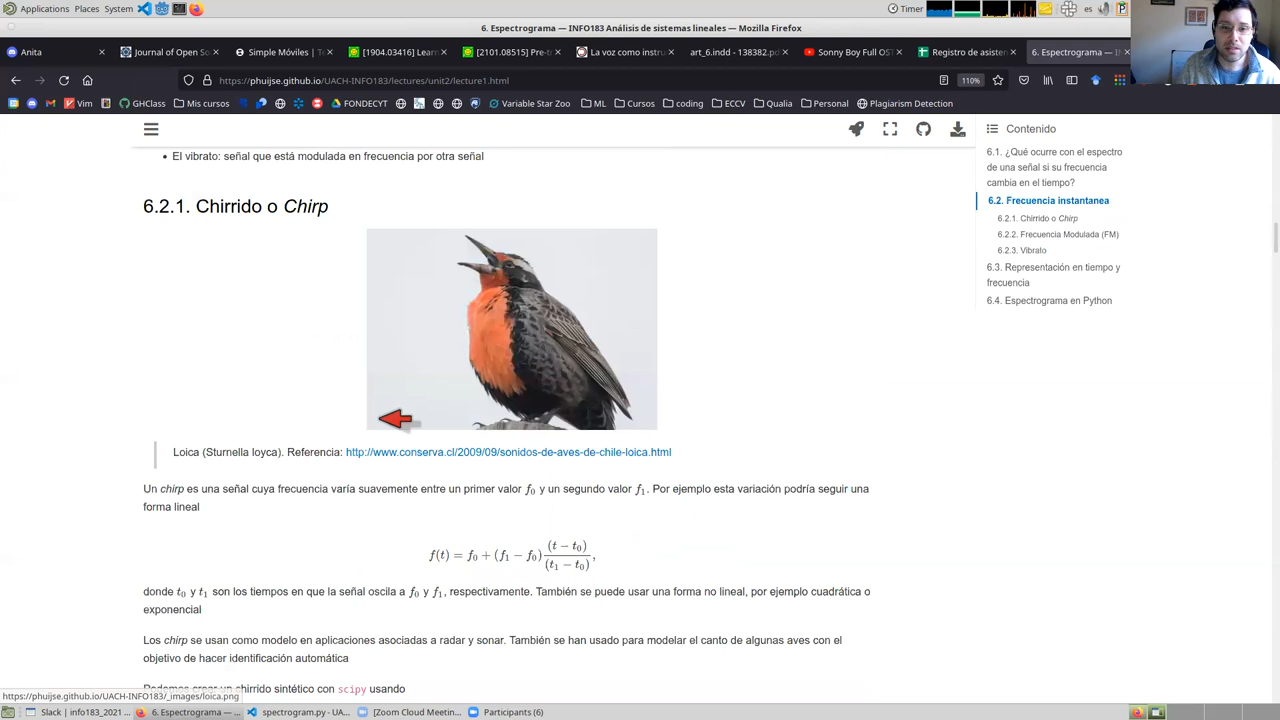 Applications Places System
Timer
es
6. Espectrograma — INFO183 Análisis de sistemas lineales — Mozilla Firefox
Anita
Journal of Open So
Simple Móviles | Tu
[1904.03416] Learn
[2101.08515] Pre-t
La voz como instru
art_6.indd - 138382.pd
Sonny Boy Full OST
Registro de asisten
6. Espectrograma — IN
https://phuijse.github.io/UACH-INFO183/lectures/unit2/lecture1.html
110%
Vim
GHClass
Mis cursos
FONDECYT
Variable Star Zoo
ML
Cursos
coding
ECCV
Qualia
Personal
Plagiarism Detection
Contenido
6.1. ¿Qué ocurre con el espectro
de una señal si su frecuencia
cambia en el tiempo?
6.2. Frecuencia instantanea
6.2.1. Chirrido o Chirp
6.2.2. Frecuencia Modulada (FM)
6.2.3. Vibrato
6.3. Representación en tiempo y
frecuencia
6.4. Espectrograma en Python
• El vibrato: señal que está modulada en frecuencia por otra señal
6.2.1. Chirrido o Chirp
Loica (Sturnella loyca). Referencia: http://www.conserva.cl/2009/09/sonidos-de-aves-de-chile-loica.html
Un chirp es una señal cuya frecuencia varía suavemente entre un primer valor f0 y un segundo valor f1. Por ejemplo esta variación podría seguir una
forma lineal
f(t) = f0 + (f1 − f0) (t − t0) / (t1 − t0),
donde t0 y t1 son los tiempos en que la señal oscila a f0 y f1, respectivamente. También se puede usar una forma no lineal, por ejemplo cuadrática o
exponencial
Los chirp se usan como modelo en aplicaciones asociadas a radar y sonar. También se han usado para modelar el canto de algunas aves con el
objetivo de hacer identificación automática
Podemos crear un chirrido sintético con scipy usando
https://phuijse.github.io/UACH-INFO183/_images/loica.png
Slack | info183_2021 ...
6. Espectrograma — ...
spectrogram.py - UA...
[Zoom Cloud Meetin...
Participants (6)